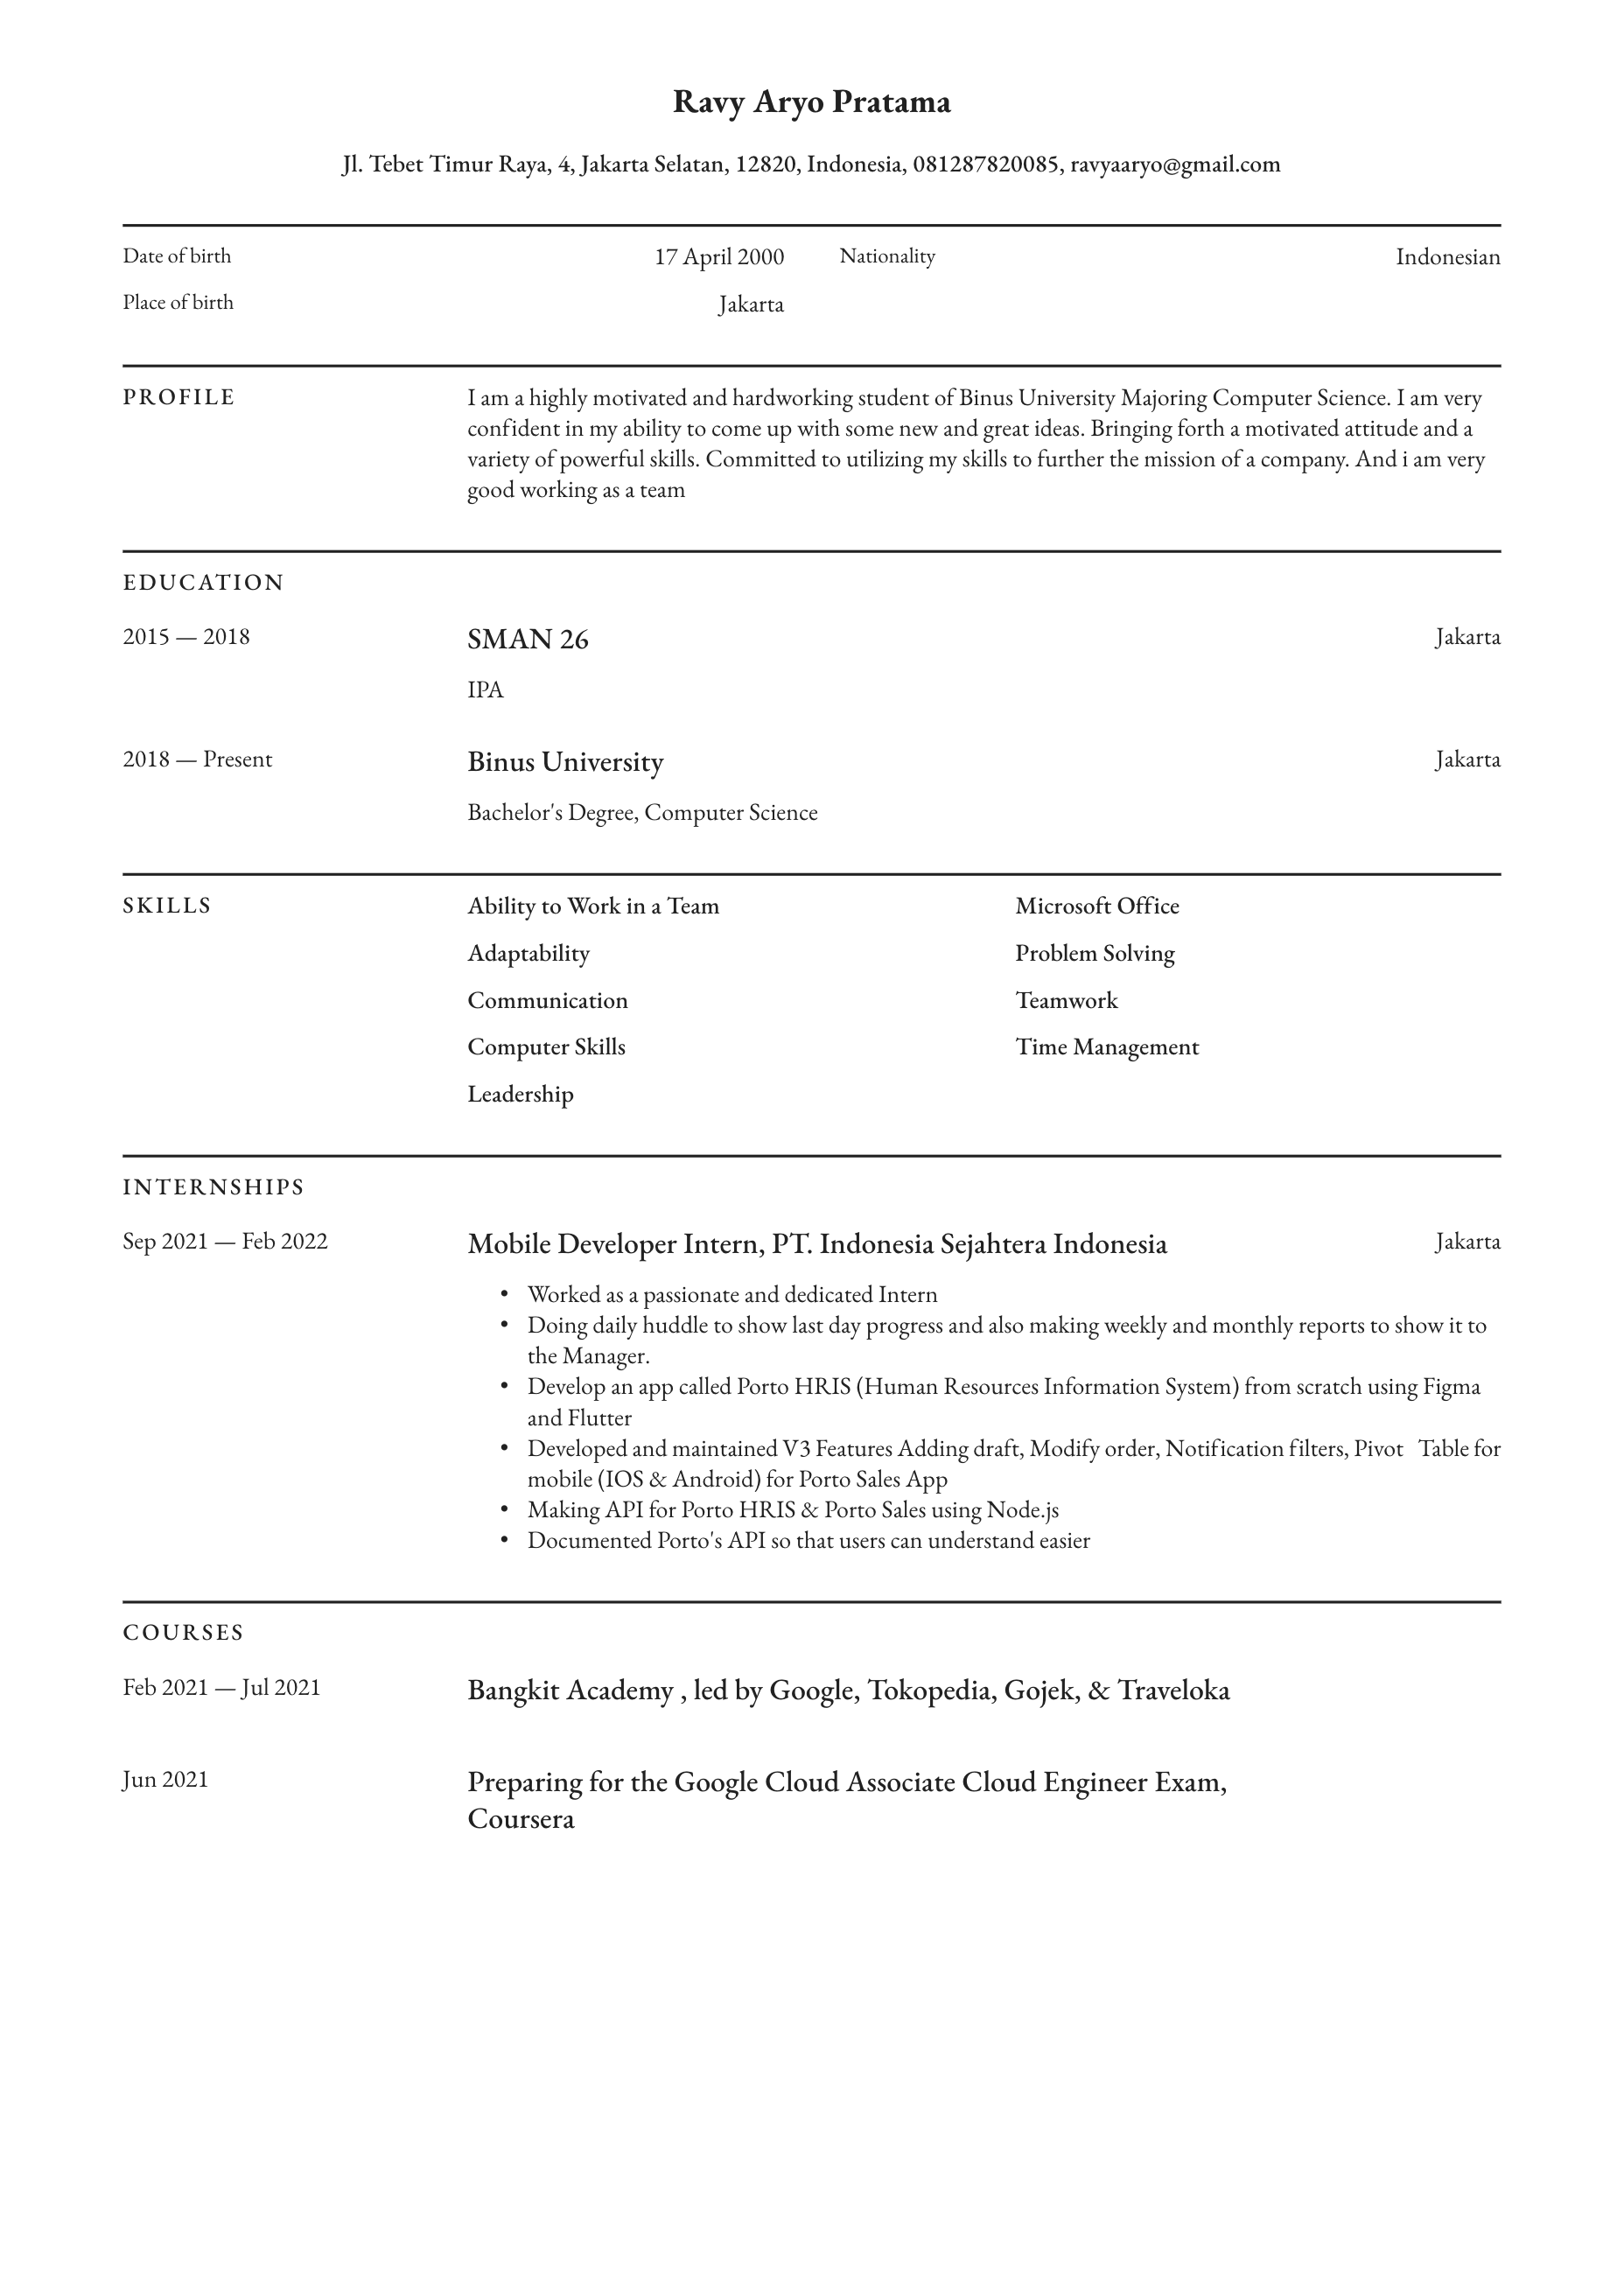 Ravy Aryo Pratama
Jl. Tebet Timur Raya, 4, Jakarta Selatan, 12820, Indonesia, 081287820085, ravyaaryo@gmail.com
Date of birth 17 April 2000 Nationality Indonesian
Place of birth Jakarta
PROFILE I am a highly motivated and hardworking student of Binus University Majoring Computer Science. I am very
confident in my ability to come up with some new and great ideas. Bringing forth a motivated attitude and a
variety of powerful skills. Committed to utilizing my skills to further the mission of a company. And i am very
good working as a team
EDUCATION
2015 — 2018 SMAN 26 Jakarta
IPA
2018 — Present Binus University Jakarta
Bachelor's Degree, Computer Science
SKILLS Ability to Work in a Team Microsoft Office
Adaptability Problem Solving
Communication Teamwork
Computer Skills Time Management
Leadership
INTERNSHIPS
Sep 2021 — Feb 2022 Mobile Developer Intern, PT. Indonesia Sejahtera Indonesia Jakarta
• Worked as a passionate and dedicated Intern
• Doing daily huddle to show last day progress and also making weekly and monthly reports to show it to
the Manager.
• Develop an app called Porto HRIS (Human Resources Information System) from scratch using Figma
and Flutter
• Developed and maintained V3 Features Adding draft, Modify order, Notification filters, Pivot Table for
mobile (IOS & Android) for Porto Sales App
• Making API for Porto HRIS & Porto Sales using Node.js
• Documented Porto's API so that users can understand easier
COURSES
Feb 2021 — Jul 2021 Bangkit Academy , led by Google, Tokopedia, Gojek, & Traveloka
Jun 2021 Preparing for the Google Cloud Associate Cloud Engineer Exam,
Coursera